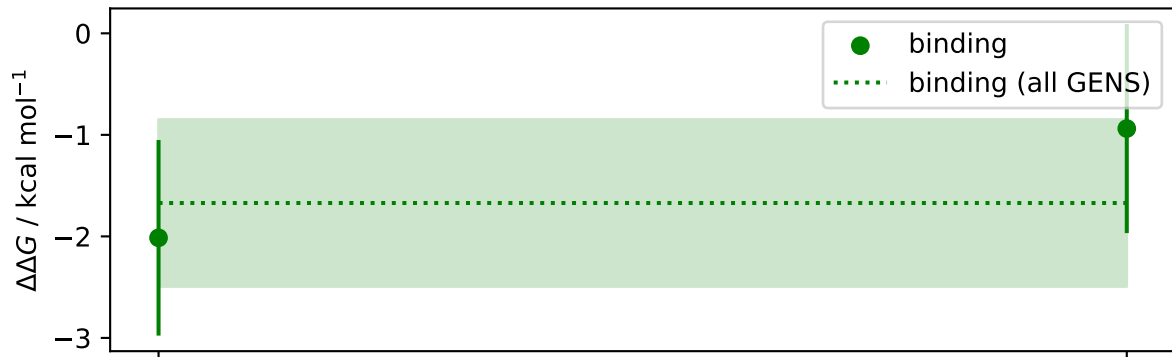 0
−1
−2
−3
ΔΔG / kcal mol⁻¹
binding
binding (all GENS)